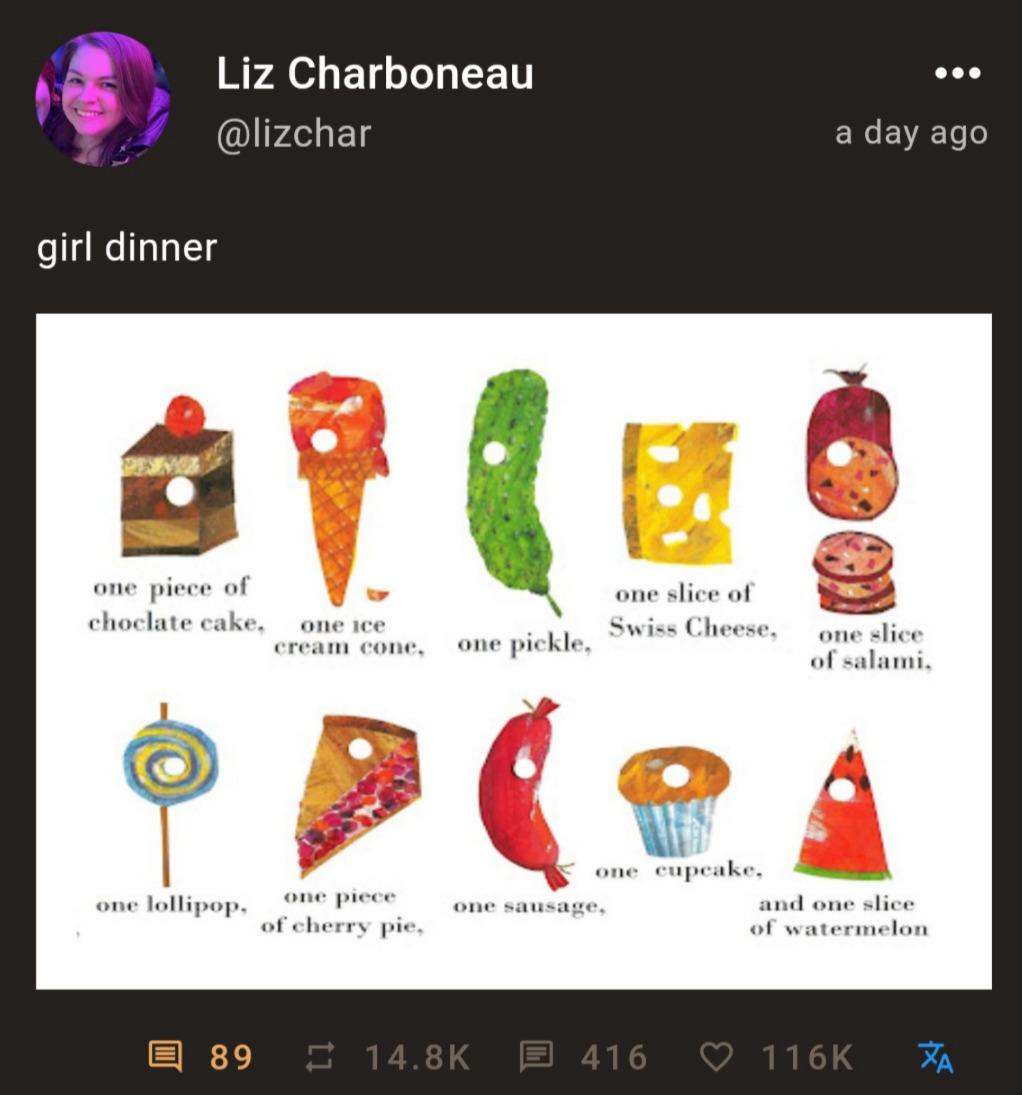 Liz Charboneau
@lizchar
a day ago
girl dinner
one piece of
choclate cake,
one ice
cream cone,
one pickle,
one slice of
Swiss Cheese,
one slice
of salami,
one lollipop,
one piece
of cherry pie,
one sausage,
one cupcake,
and one slice
of watermelon
89 14.8K 416 116K